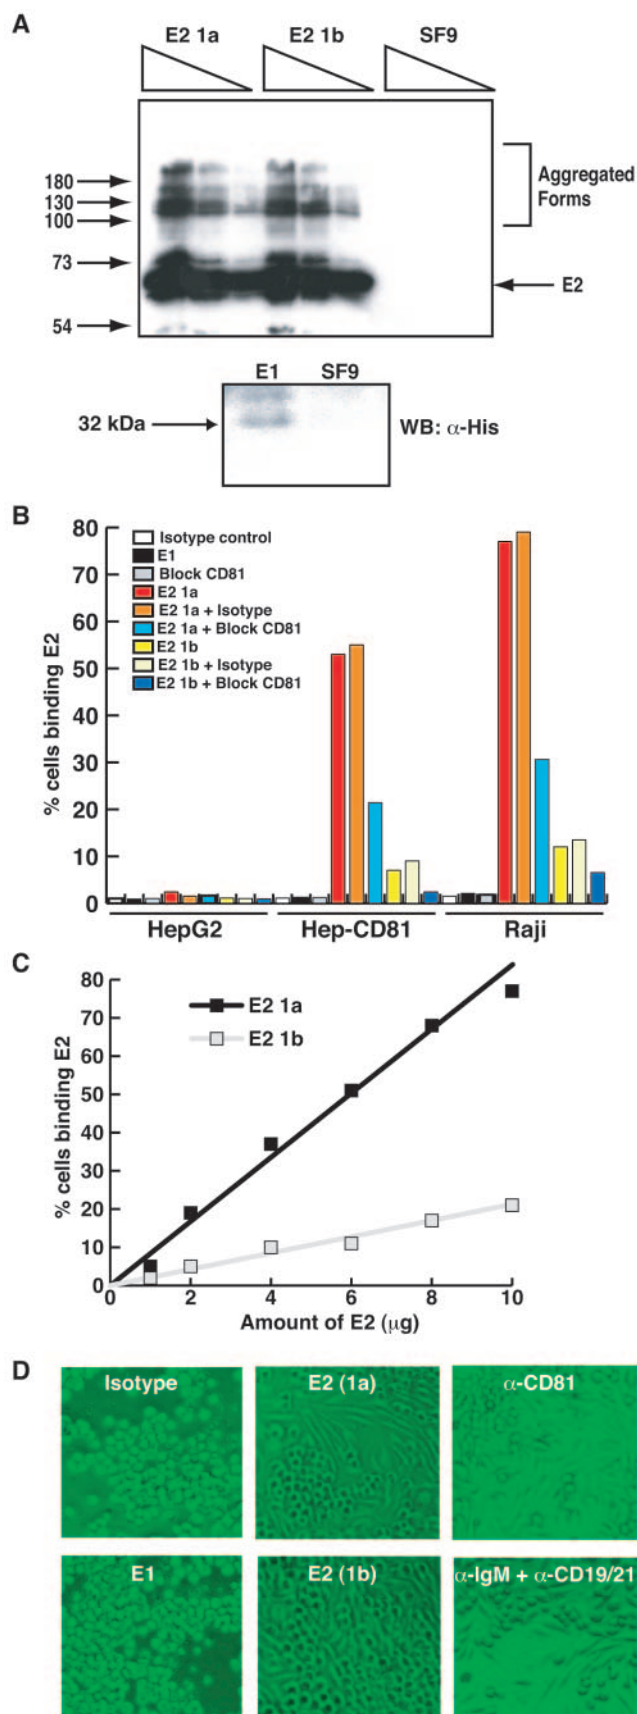 A
E2 1a E2 1b SF9
180
130
100
73
54
Aggregated
Forms
E2
E1 SF9
32 kDa
WB: α-His
B
% cells binding E2
80
70
60
50
40
30
20
10
0
Isotype control
E1
Block CD81
E2 1a
E2 1a + Isotype
E2 1a + Block CD81
E2 1b
E2 1b + Isotype
E2 1b + Block CD81
HepG2 Hep-CD81 Raji
C
% cells binding E2
80
70
60
50
40
30
20
10
0
E2 1a
E2 1b
0 2 4 6 8 10
Amount of E2 (μg)
D
Isotype E2 (1a) α-CD81
E1 E2 (1b) α-IgM + α-CD19/21